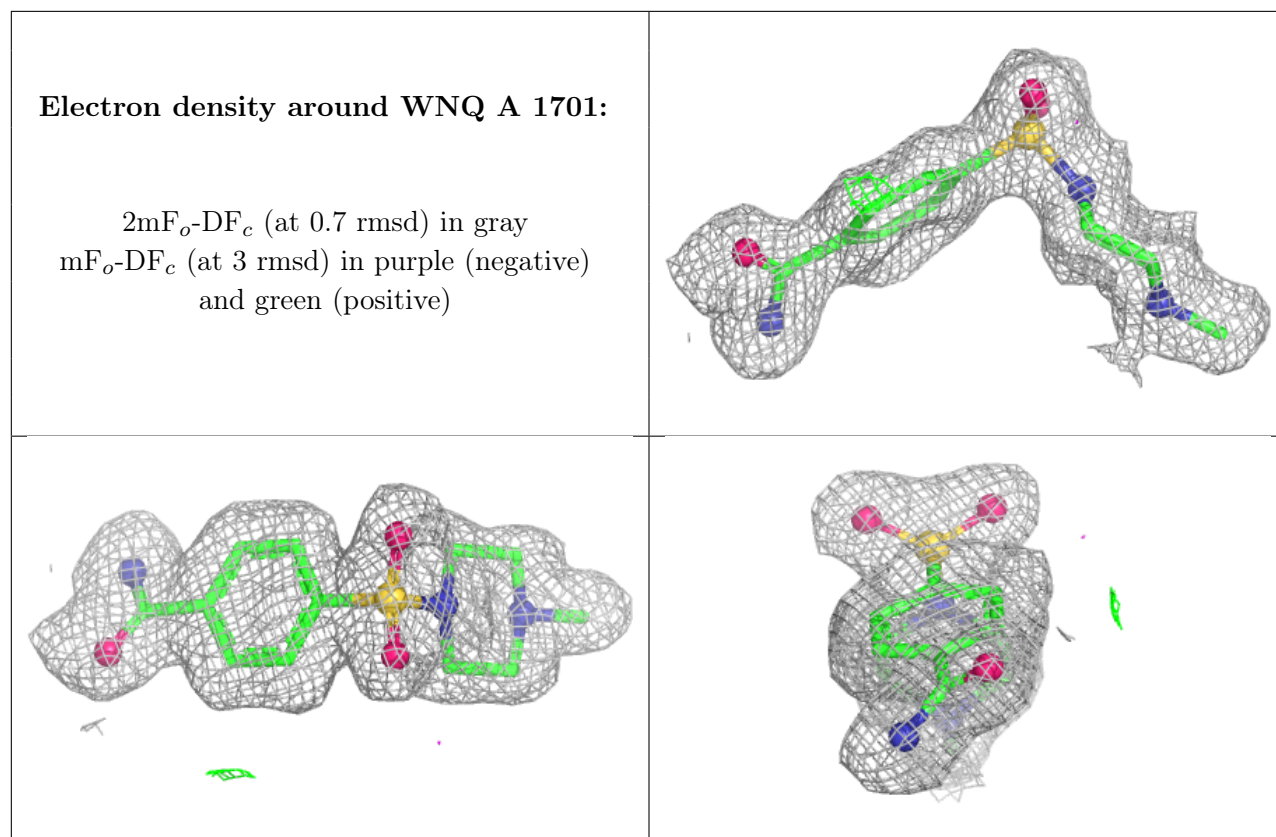 Electron density around WNQ A 1701:
2mFo-DFc (at 0.7 rmsd) in gray
mFo-DFc (at 3 rmsd) in purple (negative)
and green (positive)